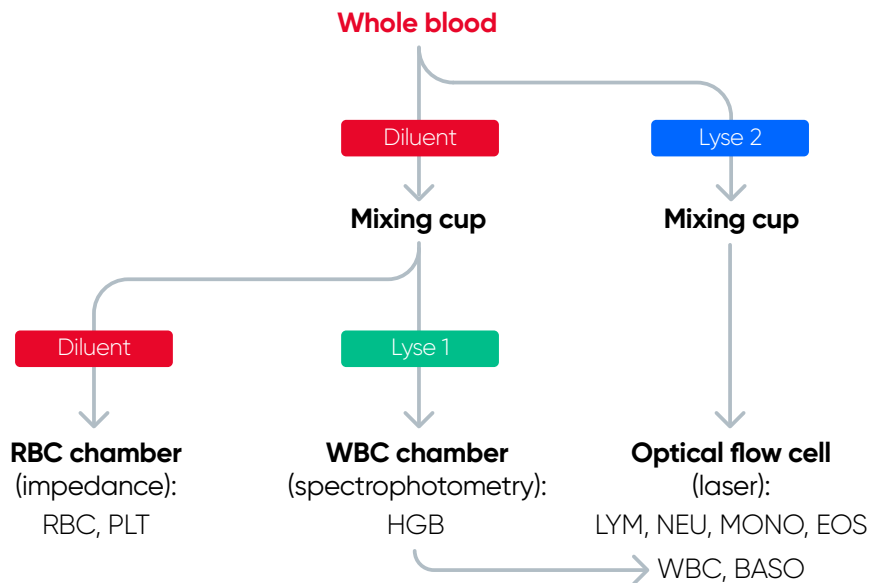 Whole blood
Diluent
Lyse 2
Mixing cup
Mixing cup
Diluent
Lyse 1
RBC chamber
(impedance):
RBC, PLT
WBC chamber
(spectrophotometry):
HGB
Optical flow cell
(laser):
LYM, NEU, MONO, EOS
WBC, BASO